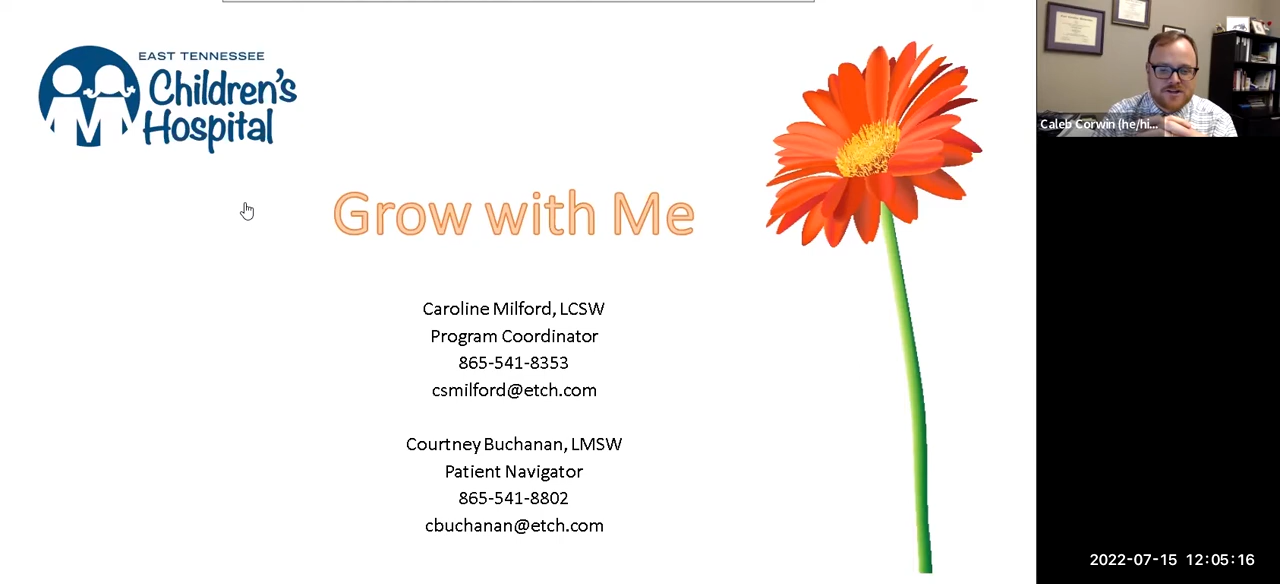 EAST TENNESSEE
Children's
Hospital
Grow with Me
Caroline Milford, LCSW
Program Coordinator
865-541-8353
csmilford@etch.com
Courtney Buchanan, LMSW
Patient Navigator
865-541-8802
cbuchanan@etch.com
Caleb Corwin (he/hi...
2022-07-15 12:05:16